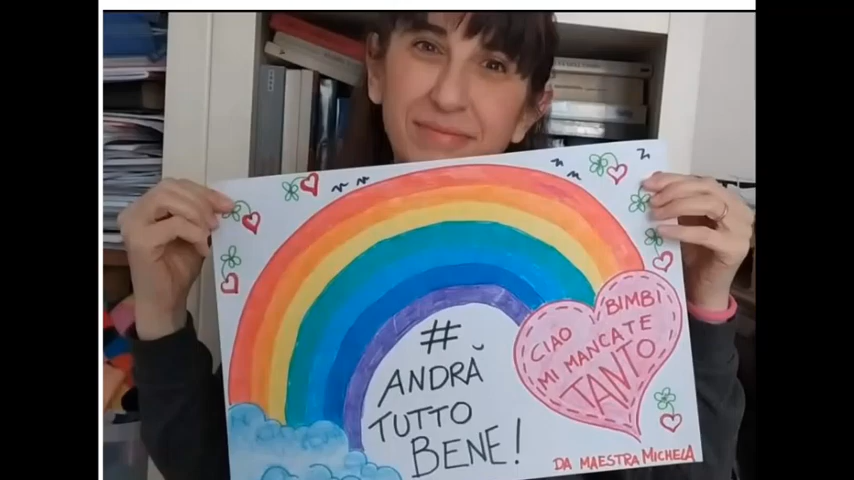 #
ANDRÀ
TUTTO
BENE!
CIAO BIMBI
MI MANCATE
TANTO
DA MAESTRA MICHELA